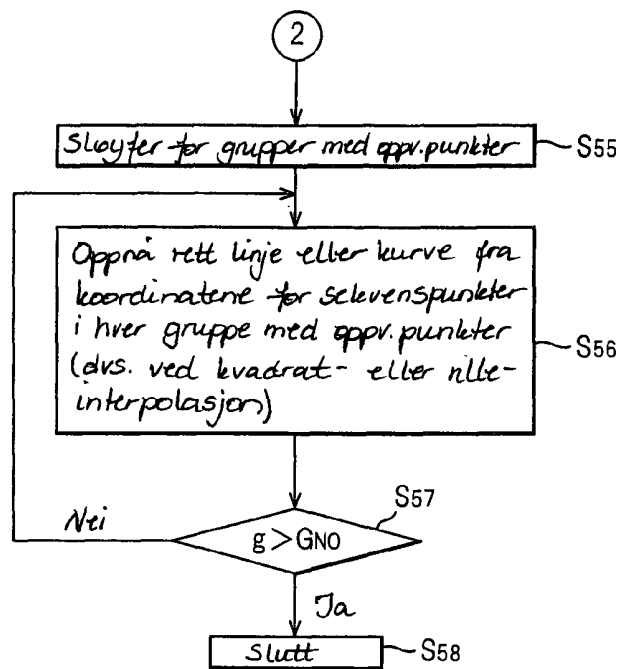 2
Sløyfer for grupper med oppv.punkter
S55
Oppnå rett linje eller kurve fra
koordinatene for sekvenspunkter
i hver gruppe med oppv.punkter
(dvs. ved kvadrat- eller rille-
interpolasjon)
S56
S57
Nei
g > GNO
Ja
Slutt
S58